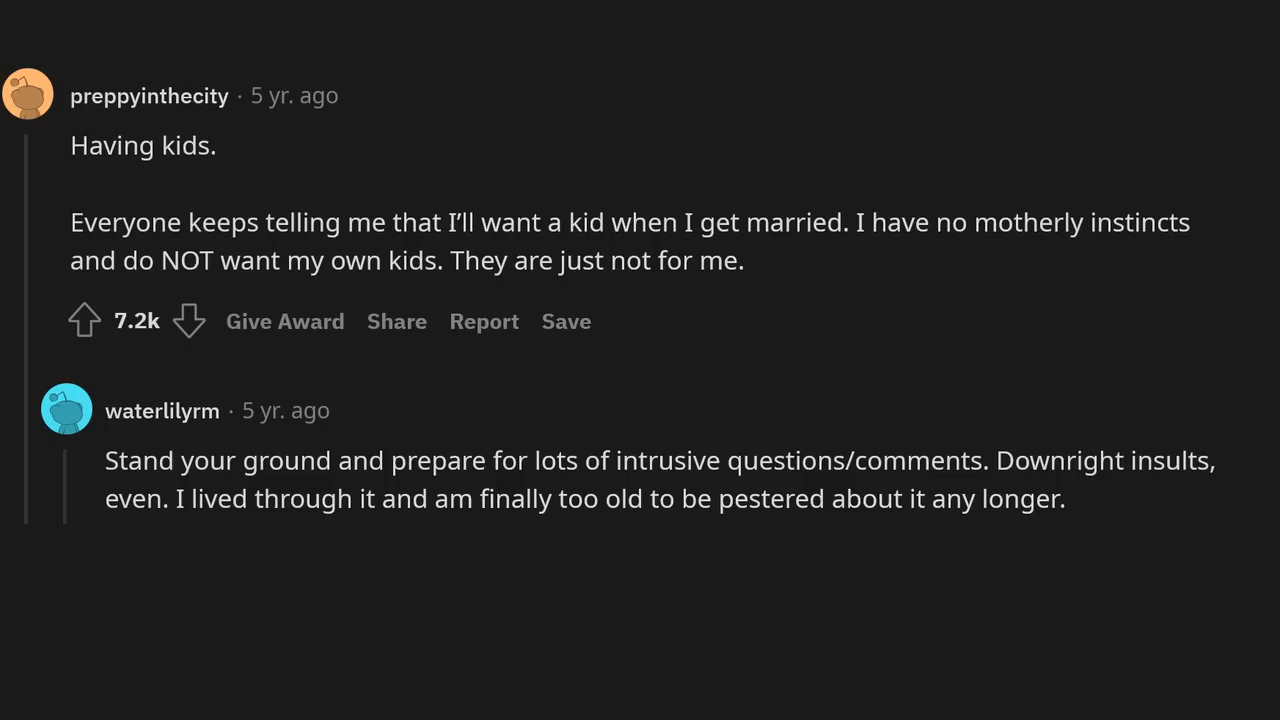 preppyinthecity · 5 yr. ago
Having kids.
Everyone keeps telling me that I’ll want a kid when I get married. I have no motherly instincts
and do NOT want my own kids. They are just not for me.
7.2k Give Award Share Report Save
waterlilyrm · 5 yr. ago
Stand your ground and prepare for lots of intrusive questions/comments. Downright insults,
even. I lived through it and am finally too old to be pestered about it any longer.